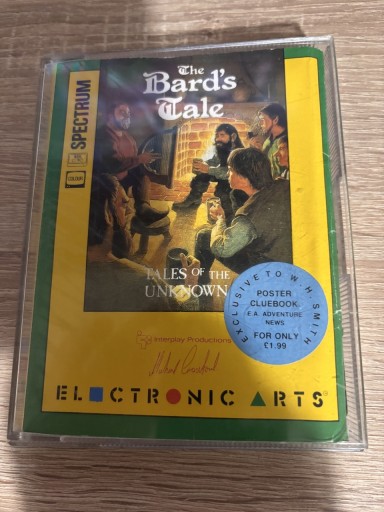 The
Bard's
Tale
SPECTRUM
COLOUR
TALES OF THE
UNKNOWN
EXCLUSIVE TO W.H. SMITH
POSTER
CLUEBOOK
E.A. ADVENTURE
NEWS
FOR ONLY
£1.99
Interplay Productions
ELECTRONIC ARTS